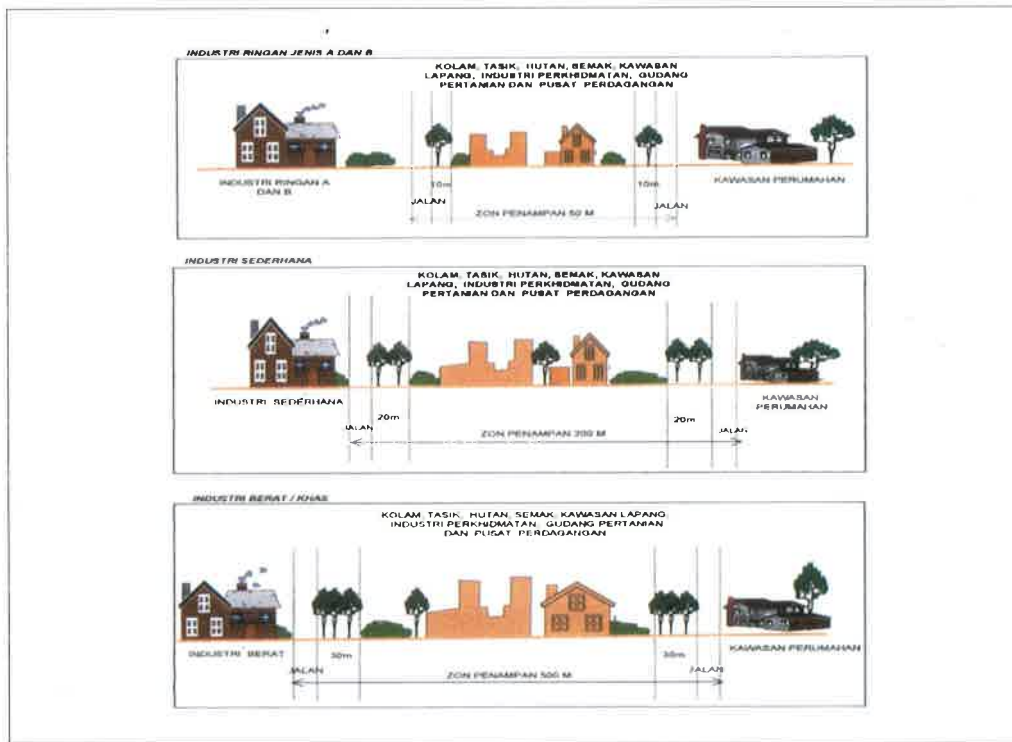 INDUSTRI RINGAN JENIS A DAN B
KOLAM, TASIK, HUTAN, SEMAK, KAWASAN
LAPANG, INDUSTRI PERKHIDMATAN, GUDANG
PERTANIAN DAN PUSAT PERDAGANGAN
INDUSTRI RINGAN A
DAN B
10m
10m
KAWASAN PERUMAHAN
JALAN
JALAN
ZON PENAMPAN 50 M
INDUSTRI SEDERHANA
KOLAM, TASIK, HUTAN, SEMAK, KAWASAN
LAPANG, INDUSTRI PERKHIDMATAN, GUDANG
PERTANIAN DAN PUSAT PERDAGANGAN
INDUSTRI SEDERHANA
KAWASAN
PERUMAHAN
20m
20m
JALAN
JALAN
ZON PENAMPAN 200 M
INDUSTRI BERAT / KHAS
KOLAM, TASIK, HUTAN, SEMAK, KAWASAN LAPANG,
INDUSTRI PERKHIDMATAN, GUDANG PERTANIAN
DAN PUSAT PERDAGANGAN
INDUSTRI BERAT
30m
30m
KAWASAN PERUMAHAN
JALAN
JALAN
ZON PENAMPAN 500 M